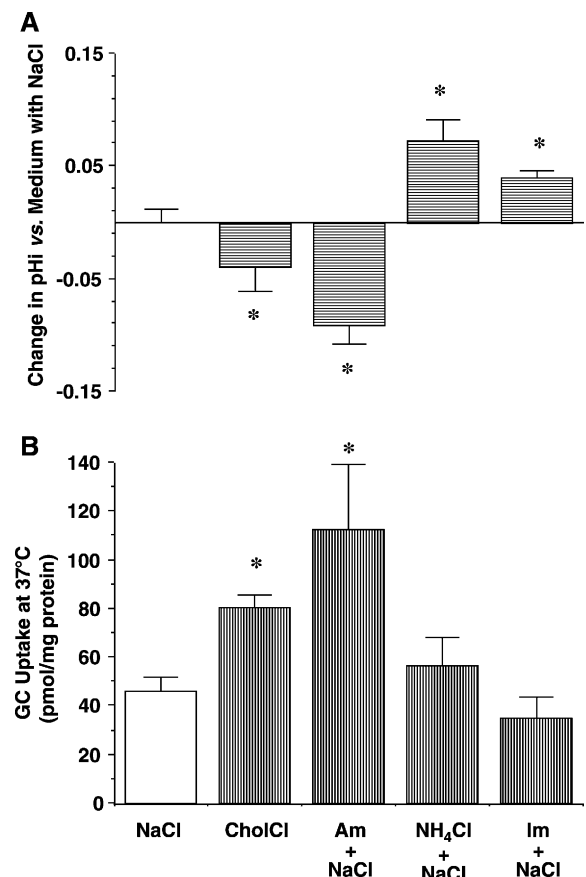 A
Change in pHi vs. Medium with NaCl
0.15
0.05
-0.05
-0.15
*
*
*
*
B
GC Uptake at 37°C
(pmol/mg protein)
140
120
100
80
60
40
20
0
*
*
NaCl
CholCl
Am
+
NaCl
NH₄Cl
+
NaCl
Im
+
NaCl